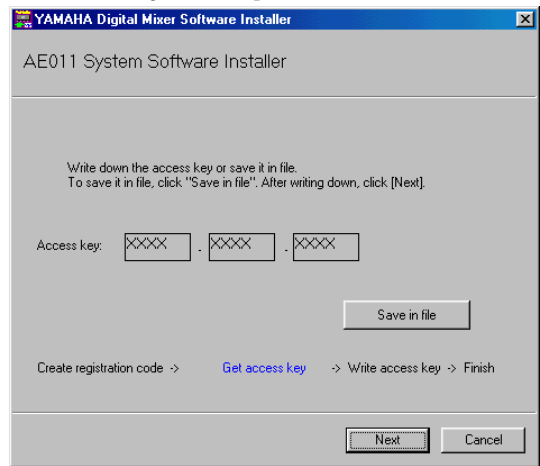 YAMAHA Digital Mixer Software Installer
AE011 System Software Installer
Write down the access key or save it in file.
To save it in file, click "Save in file". After writing down, click [Next].
Access key: XXXX . XXXX . XXXX
Save in file
Create registration code -> Get access key -> Write access key -> Finish
Next Cancel